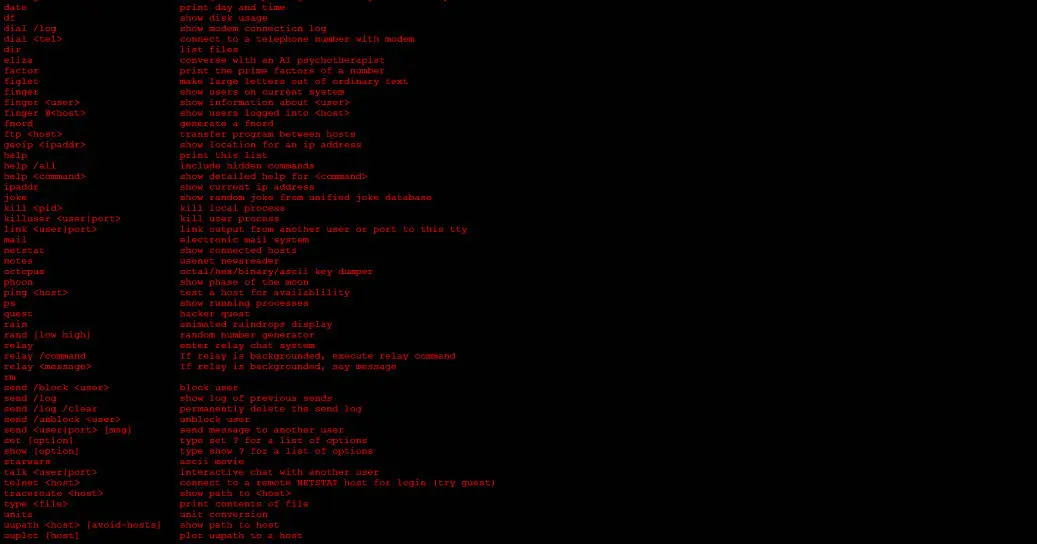 date print day and time
df show disk usage
dial /log show modem connection log
dial <tel> connect to a telephone number with modem
dir list files
eliza converse with an AI psychotherapist
factor print the prime factors of a number
figlet make large letters out of ordinary text
finger show users on current system
finger <user> show information about <user>
finger @<host> show users logged into <host>
fnord generate a fnord
ftp <host> transfer program between hosts
geoip <ipaddr> show location for an ip address
help print this list
help /all include hidden commands
help <command> show detailed help for <command>
ipaddr show current ip address
joke show random joke from unified joke database
kill <pid> kill local process
killuser <user|port> kill user process
link <user|port> link output from another user or port to this tty
mail electronic mail system
netstat show connected hosts
notes usenet newsreader
octopus octal/hex/binary/ascii key dumper
phoon show phase of the moon
ping <host> test a host for availablility
ps show running processes
quest hacker quest
rain animated raindrops display
rand [low high] random number generator
relay enter relay chat system
relay /command If relay is backgrounded, execute relay command
relay <message> If relay is backgrounded, say message
rm
send /block <user> block user
send /log show log of previous sends
send /log /clear permanently delete the send log
send /unblock <user> unblock user
send <user|port> [msg] send message to another user
set [option] type set ? for a list of options
show [option] type show ? for a list of options
starwars ascii movie
talk <user|port> interactive chat with another user
telnet <host> connect to a remote NETSTAT host for login (try guest)
traceroute <host> show path to <host>
type <file> print contents of file
units unit conversion
uupath <host> [avoid-hosts] show path to host
uuplot [host] plot uupath to a host